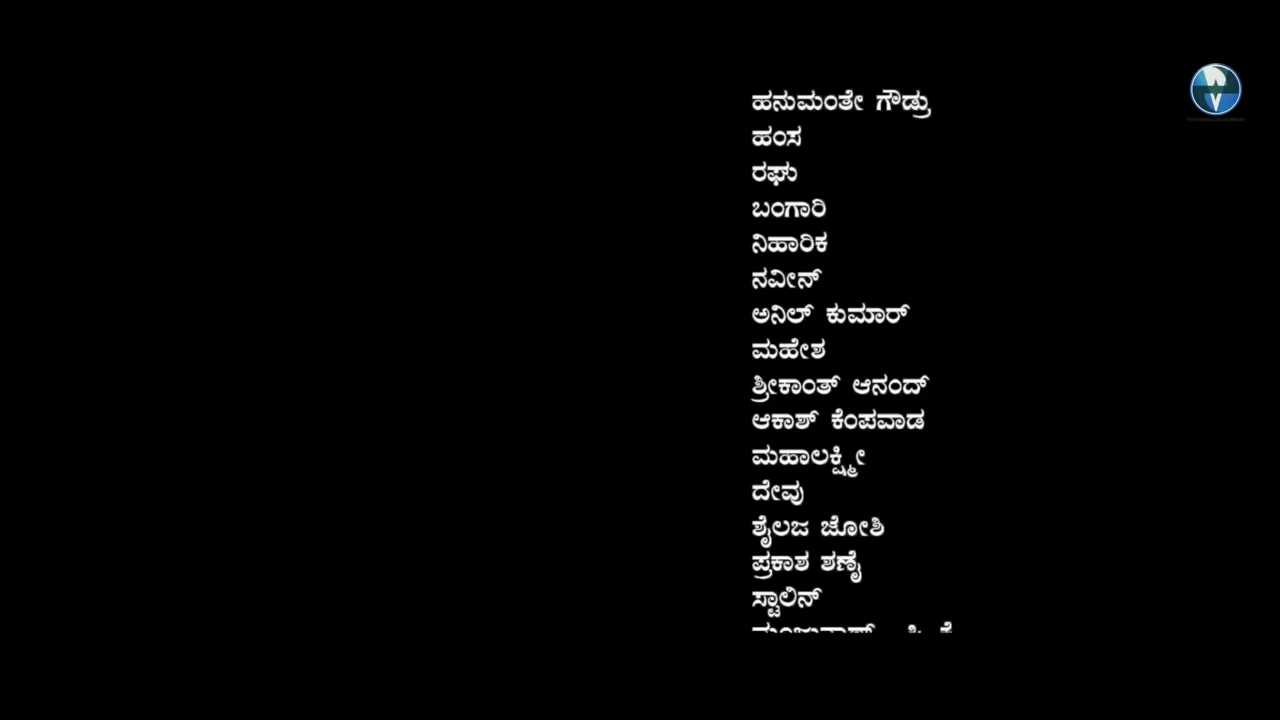 ಹನುಮಂತೇ ಗೌಡ್ರು
ಹಂಸ
ರಘು
ಬಂಗಾರಿ
ನಿಹಾರಿಕ
ನವೀನ್
ಅನಿಲ್ ಕುಮಾರ್
ಮಹೇಶ
ಶ್ರೀಕಾಂತ್ ಆನಂದ್
ಆಕಾಶ್ ಕೆಂಪವಾಡ
ಮಹಾಲಕ್ಷ್ಮೀ
ದೇವು
ಶೈಲಜ ಜೋಶಿ
ಪ್ರಕಾಶ ಶಣೈ
ಸ್ಟಾಲಿನ್